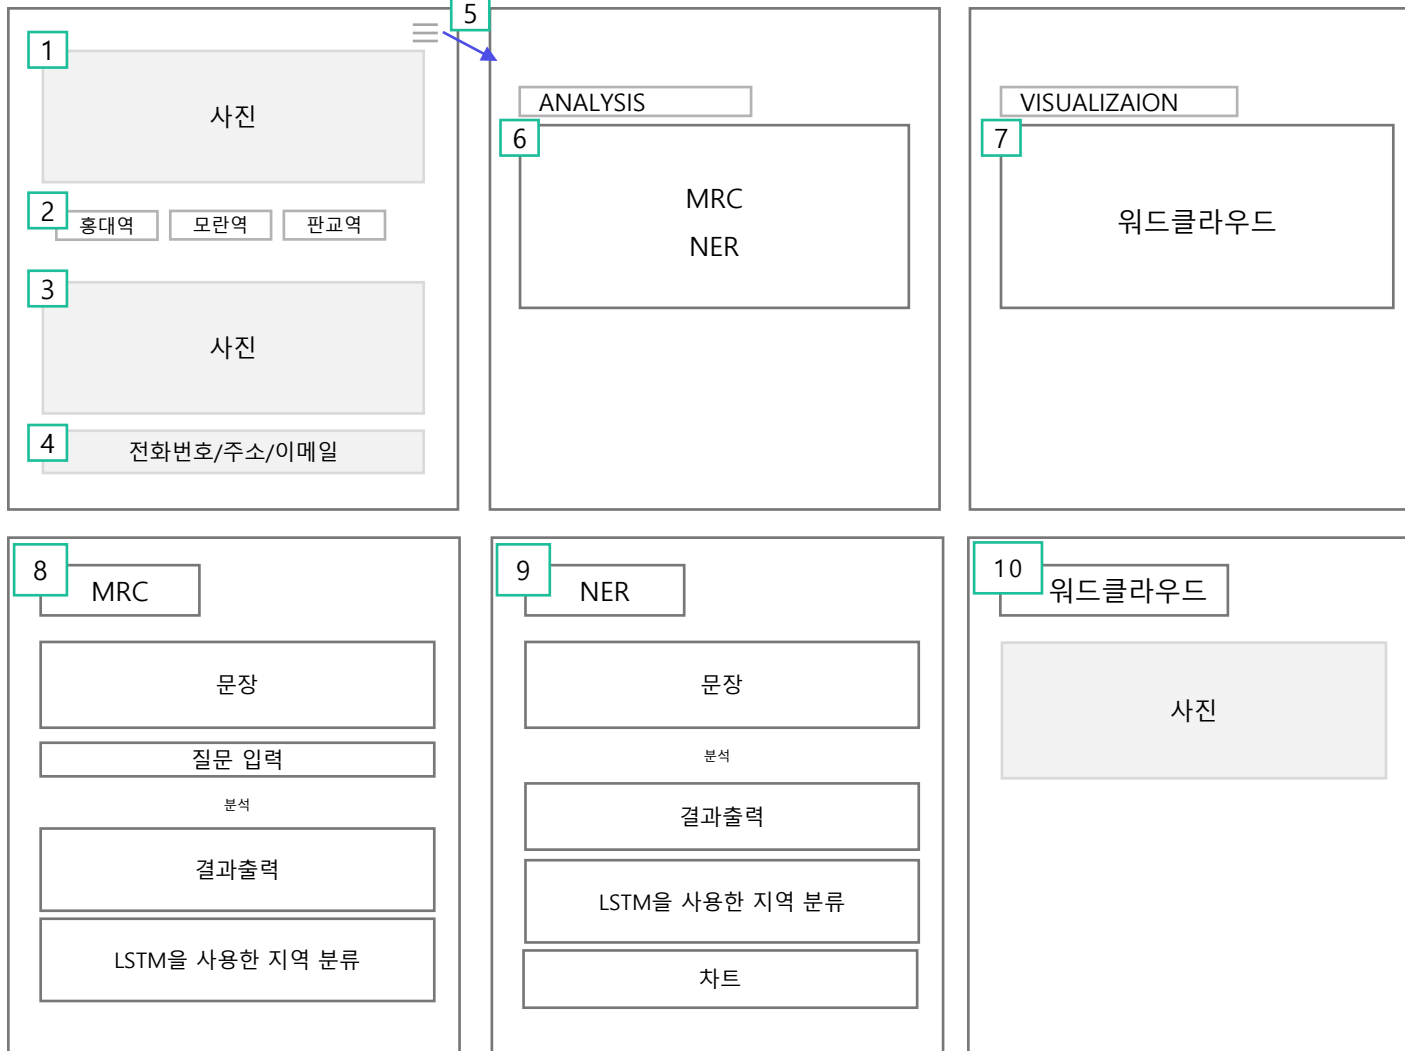 1
사진
2
홍대역 모란역 판교역
3
사진
4
전화번호/주소/이메일
5
ANALYSIS
6
MRC
NER
VISUALIZAION
7
워드클라우드
8
MRC
문장
질문 입력
분석
결과출력
LSTM을 사용한 지역 분류
9
NER
문장
분석
결과출력
LSTM을 사용한 지역 분류
차트
10
워드클라우드
사진